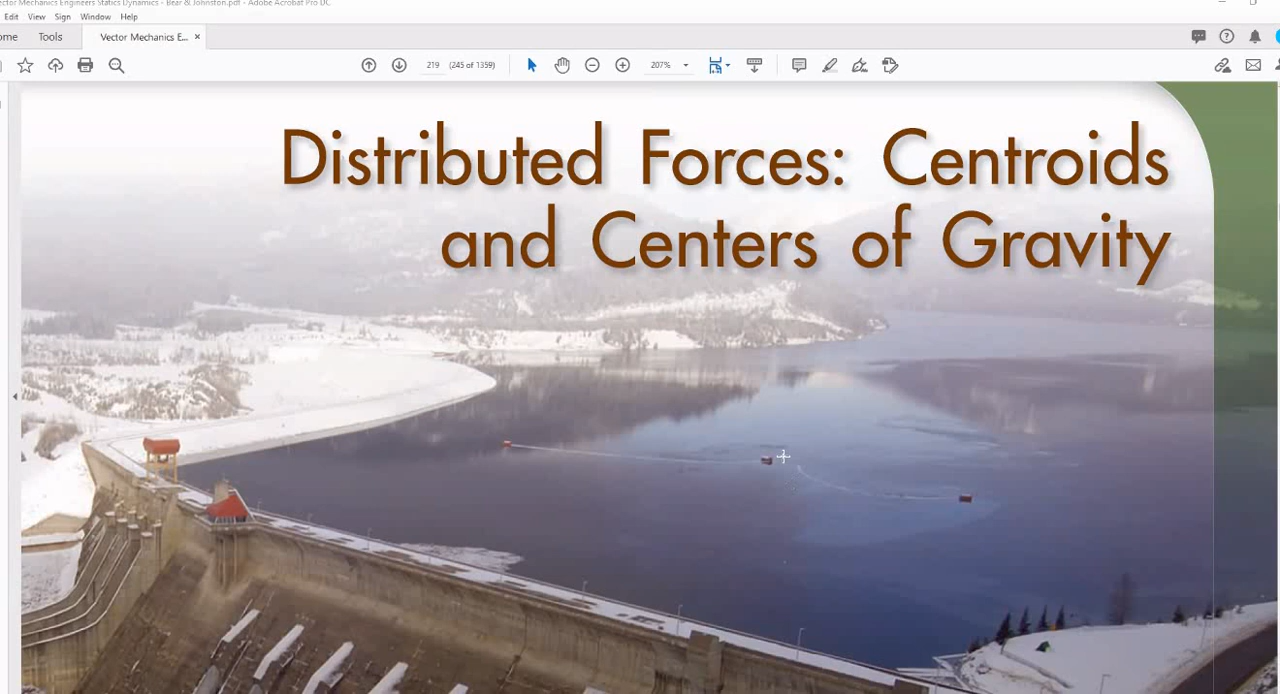 ector Mechanics Engineers Statics Dynamics - Bear & Johnston.pdf - Adobe Acrobat Pro DC
Edit View Sign Window Help
ome Tools Vector Mechanics E... ×
219 (245 of 1359) 207%
Distributed Forces: Centroids
and Centers of Gravity